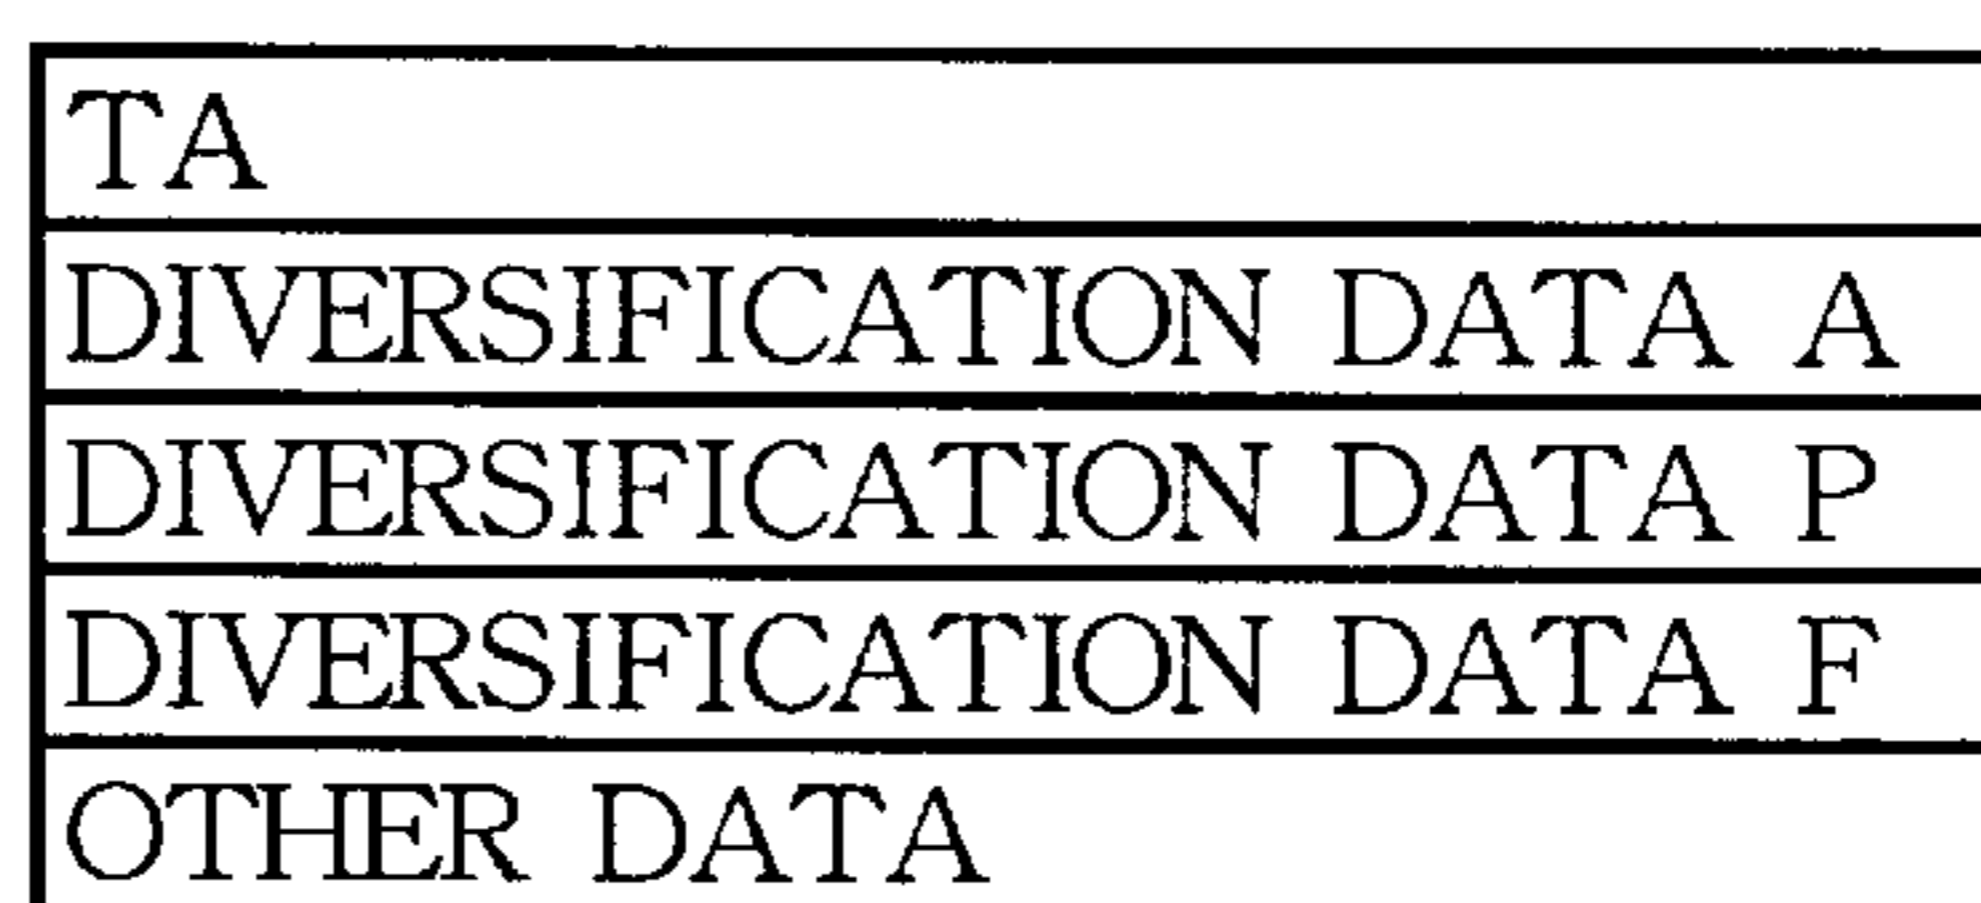 TA
DIVERSIFICATION DATA A
DIVERSIFICATION DATA P
DIVERSIFICATION DATA F
OTHER DATA